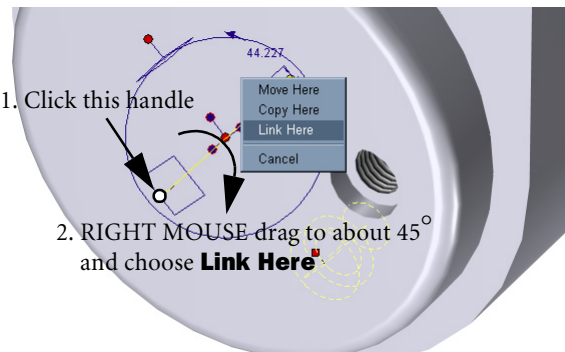 44.227
Move Here
Copy Here
Link Here
Cancel
1. Click this handle
2. RIGHT MOUSE drag to about 45°
and choose Link Here